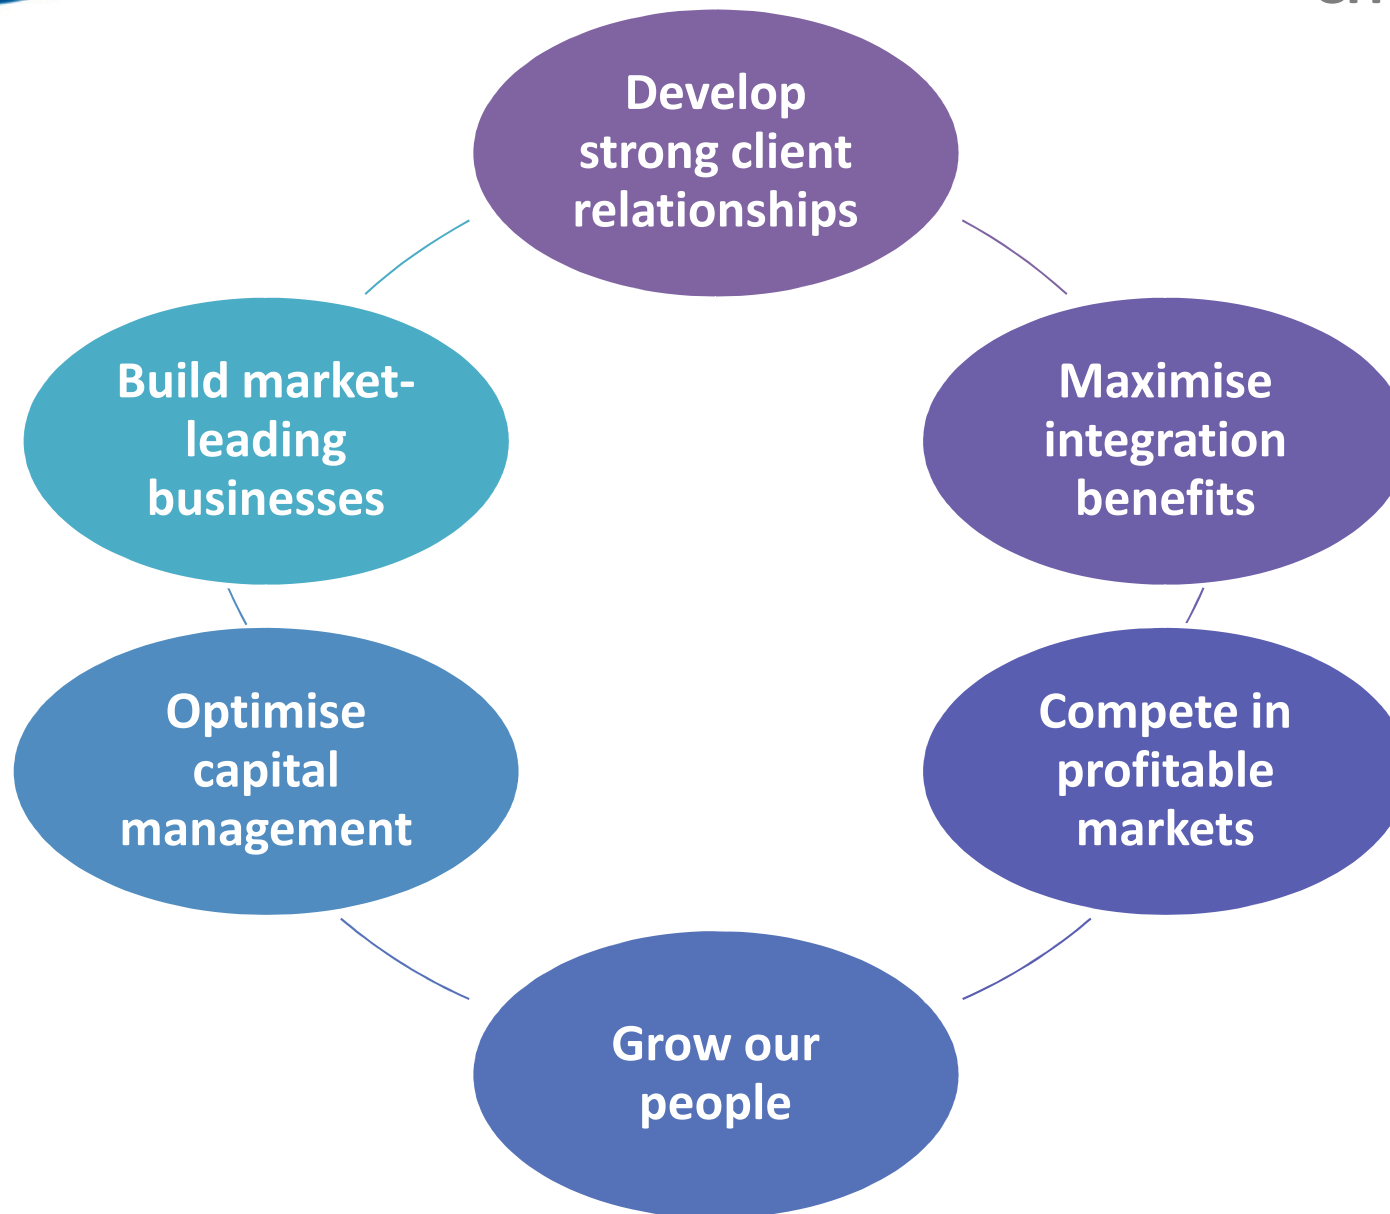 Develop
strong client
relationships
Maximise
integration
benefits
Compete in
profitable
markets
Grow our
people
Optimise
capital
management
Build market-
leading
businesses